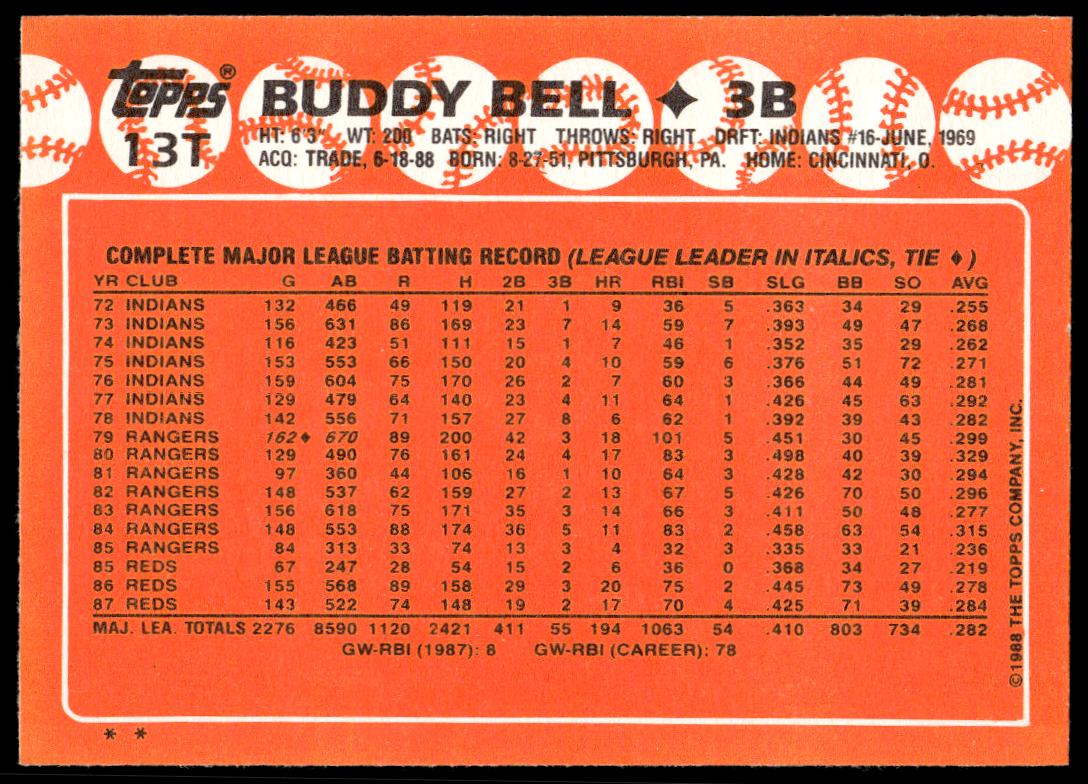 Topps® BUDDY BELL ✦ 3B
13T HT: 6'3" WT: 200 BATS: RIGHT THROWS: RIGHT DRFT: INDIANS #16-JUNE, 1969
ACQ: TRADE, 6-18-88 BORN: 8-27-51, PITTSBURGH, PA. HOME: CINCINNATI, O.
COMPLETE MAJOR LEAGUE BATTING RECORD (LEAGUE LEADER IN ITALICS, TIE ♦)
YR CLUB G AB R H 2B 3B HR RBI SB SLG BB SO AVG
72 INDIANS 132 466 49 119 21 1 9 36 5 .363 34 29 .255
73 INDIANS 156 631 86 169 23 7 14 59 7 .393 49 47 .268
74 INDIANS 116 423 51 111 15 1 7 46 1 .352 35 29 .262
75 INDIANS 153 553 66 150 20 4 10 59 6 .376 51 72 .271
76 INDIANS 159 604 75 170 26 2 7 60 3 .366 44 49 .281
77 INDIANS 129 479 64 140 23 4 11 64 1 .426 45 63 .292
78 INDIANS 142 556 71 157 27 8 6 62 1 .392 39 43 .282
79 RANGERS 162♦ 670 89 200 42 3 18 101 5 .451 30 45 .299
80 RANGERS 129 490 76 161 24 4 17 83 3 .498 40 39 .329
81 RANGERS 97 360 44 106 16 1 10 64 3 .428 42 30 .294
82 RANGERS 148 537 62 159 27 2 13 67 5 .426 70 50 .296
83 RANGERS 156 618 75 171 35 3 14 66 3 .411 50 48 .277
84 RANGERS 148 553 88 174 36 5 11 83 2 .458 63 54 .315
85 RANGERS 84 313 33 74 13 3 4 32 3 .335 33 21 .236
85 REDS 67 247 28 54 15 2 6 36 0 .368 34 27 .219
86 REDS 155 568 89 158 29 3 20 75 2 .445 73 49 .278
87 REDS 143 522 74 148 19 2 17 70 4 .425 71 39 .284
MAJ. LEA. TOTALS 2276 8590 1120 2421 411 55 194 1063 54 .410 803 734 .282
GW-RBI (1987): 8 GW-RBI (CAREER): 78
©1988 THE TOPPS COMPANY, INC.
* *